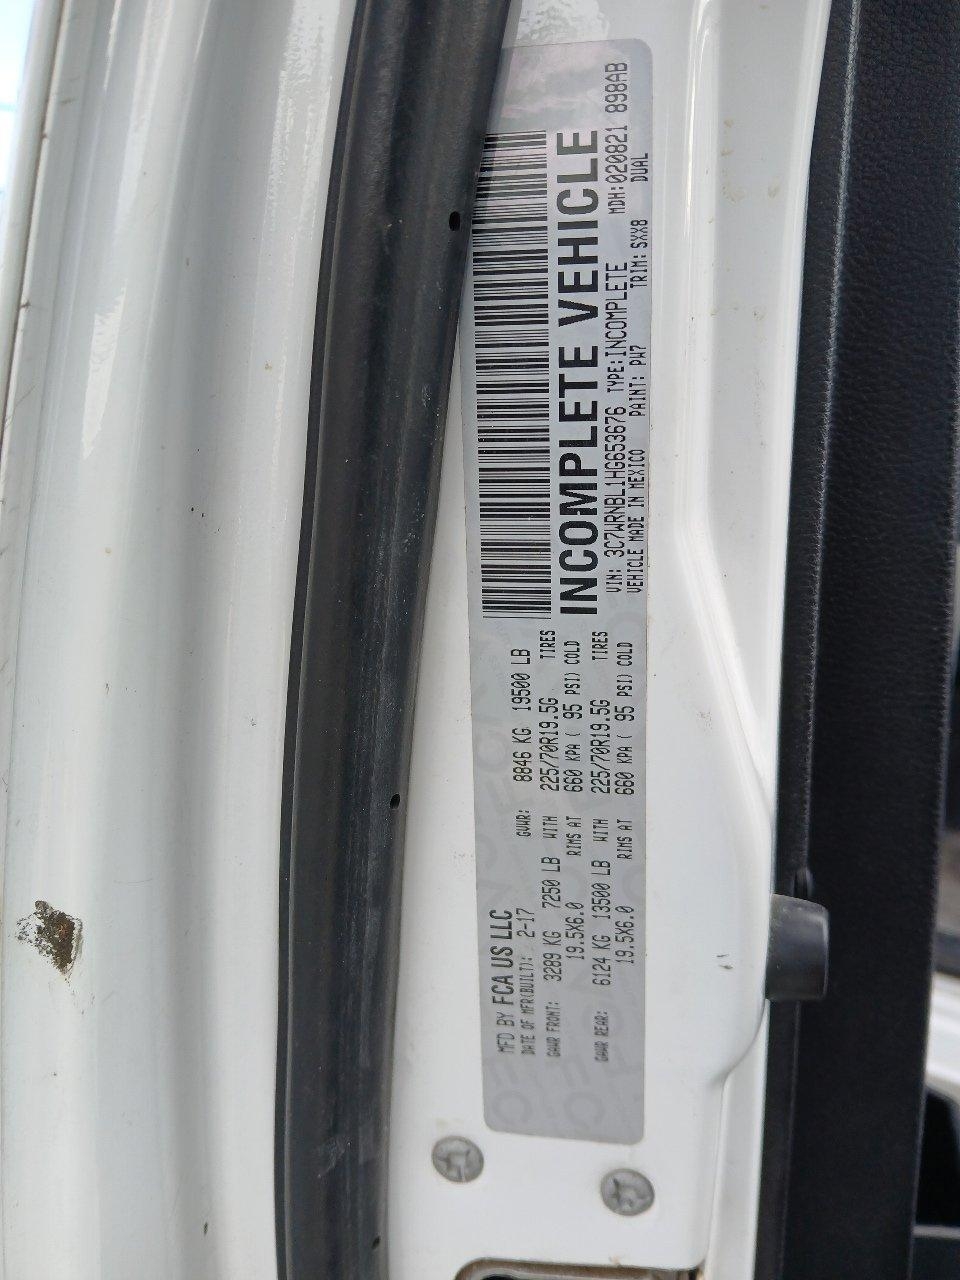 MFD BY FCA US LLC
DATE OF MFR(BUILT): 2-17 GVWR: 8846 KG 19500 LB
GAWR FRONT: 3289 KG 7250 LB WITH 225/70R19.5G TIRES
19.5X6.0 RIMS AT 660 KPA ( 95 PSI) COLD
GAWR REAR: 6124 KG 13500 LB WITH 225/70R19.5G TIRES
19.5X6.0 RIMS AT 660 KPA ( 95 PSI) COLD
INCOMPLETE VEHICLE
VIN: 3C7WRNBL1HG653676 TYPE:INCOMPLETE MDH:020821 898AB
VEHICLE MADE IN MEXICO PAINT: PW7 TRIM: SXX8 DUAL